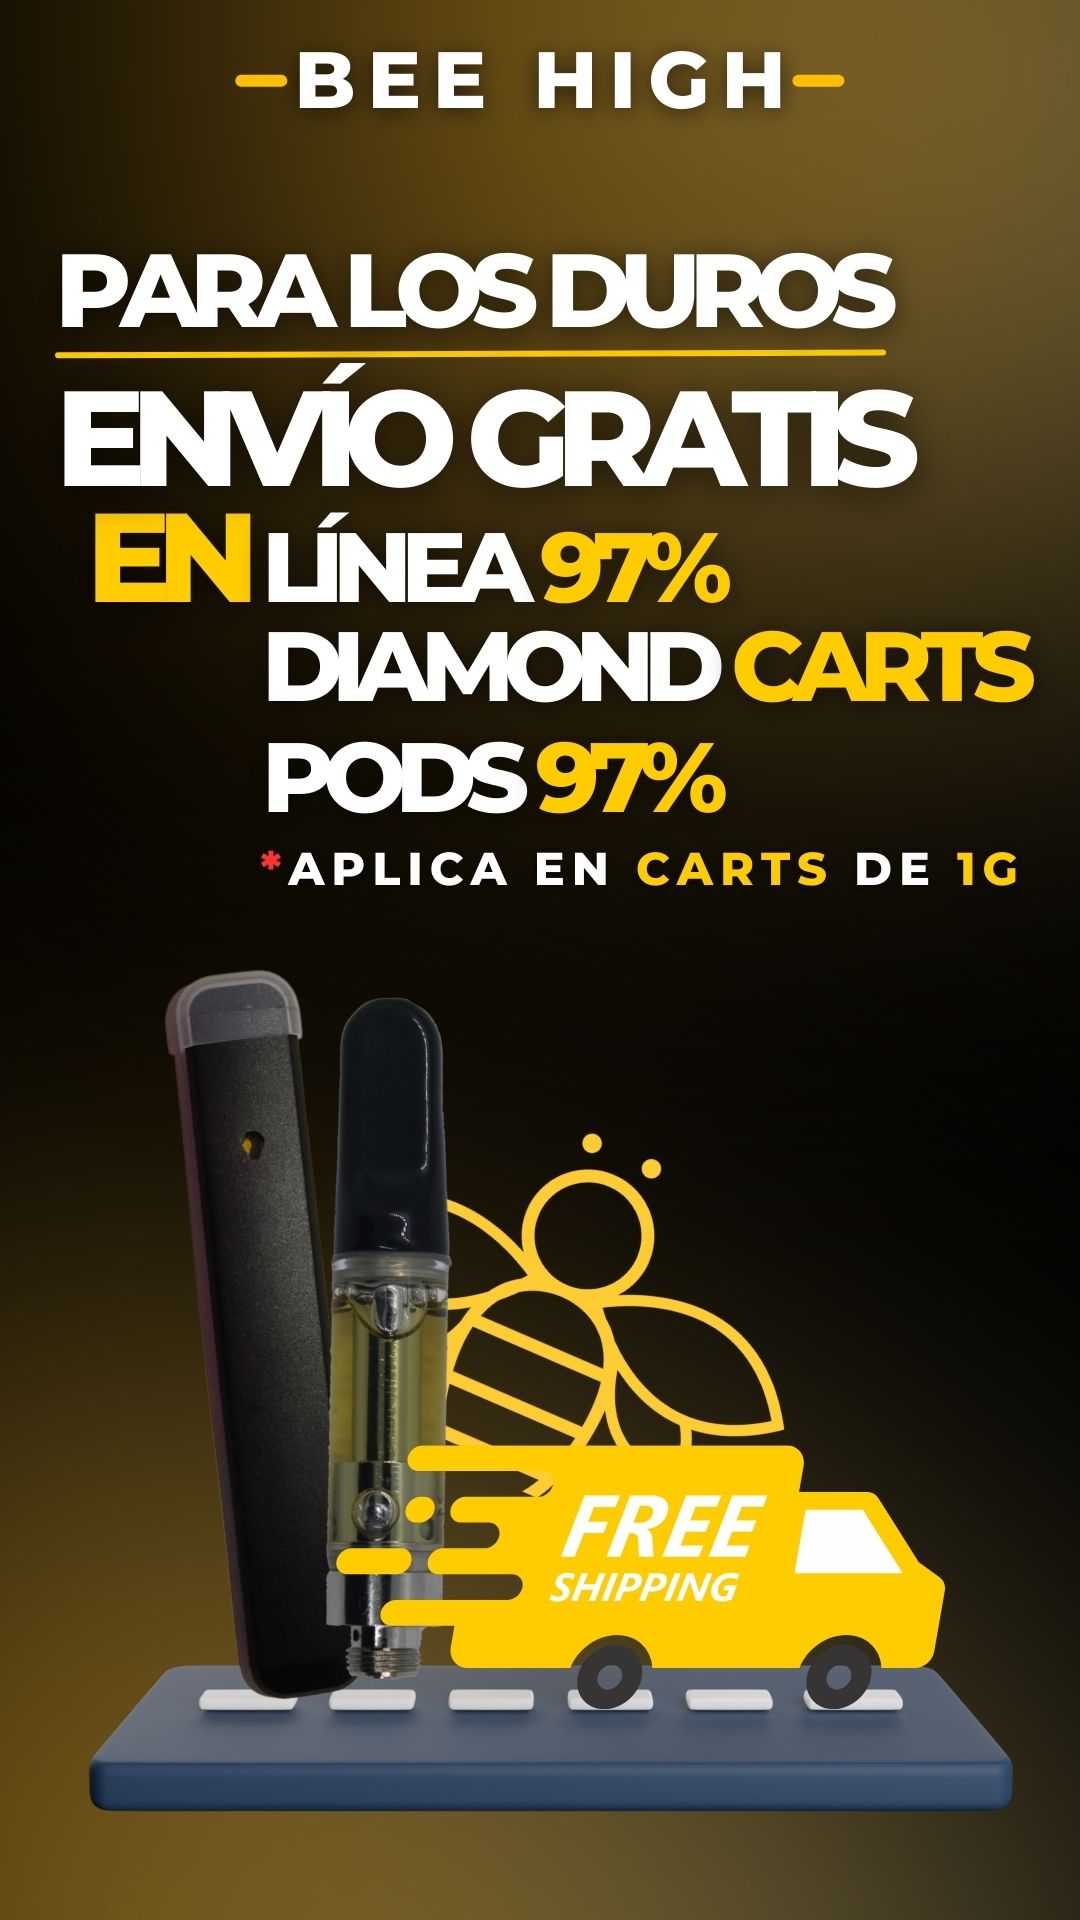 BEE HIGH
PARA LOS DUROS
ENVÍO GRATIS
EN LÍNEA 97%
DIAMOND CARTS
PODS 97%
*APLICA EN CARTS DE 1G
FREE
SHIPPING